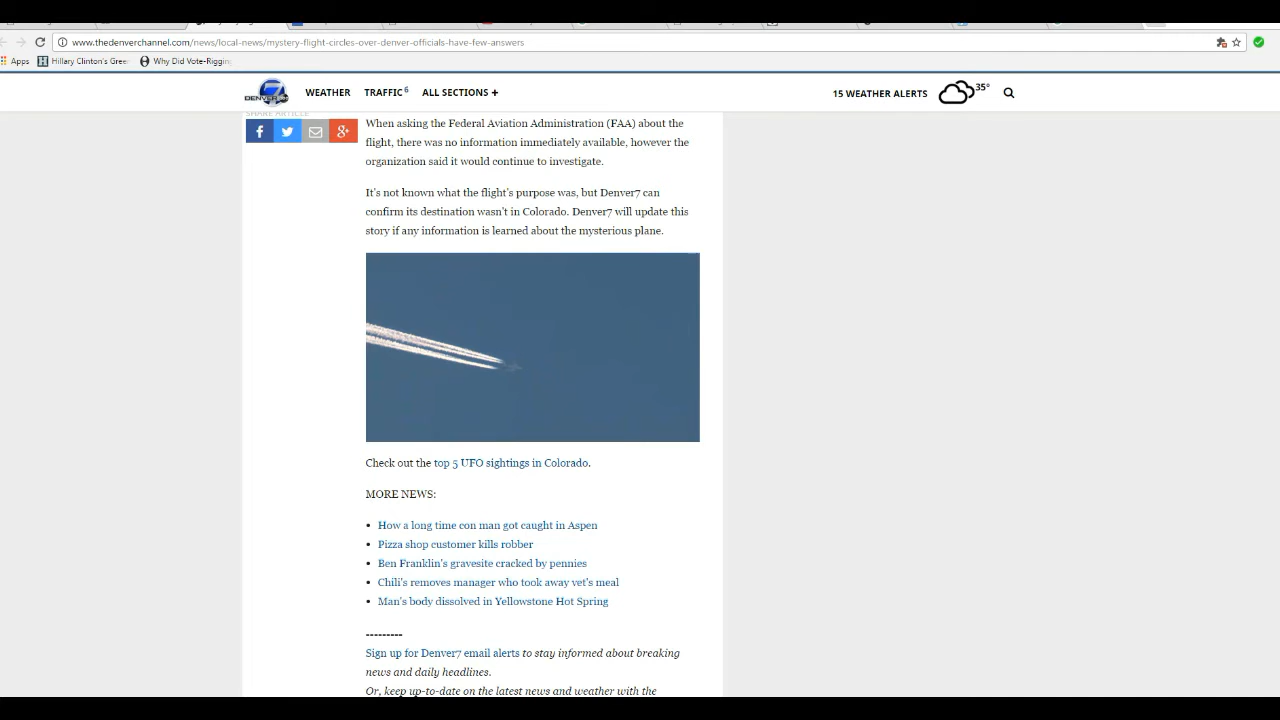 www.thedenverchannel.com/news/local-news/mystery-flight-circles-over-denver-officials-have-few-answers
Apps Hillary Clinton's Gree Why Did Vote-Rigging
DENVER 7 WEATHER TRAFFIC 6 ALL SECTIONS + 15 WEATHER ALERTS 35°
SHARE ARTICLE
When asking the Federal Aviation Administration (FAA) about the
flight, there was no information immediately available, however the
organization said it would continue to investigate.
It's not known what the flight's purpose was, but Denver7 can
confirm its destination wasn't in Colorado. Denver7 will update this
story if any information is learned about the mysterious plane.
Check out the top 5 UFO sightings in Colorado.
MORE NEWS:
• How a long time con man got caught in Aspen
• Pizza shop customer kills robber
• Ben Franklin's gravesite cracked by pennies
• Chili's removes manager who took away vet's meal
• Man's body dissolved in Yellowstone Hot Spring
---------
Sign up for Denver7 email alerts to stay informed about breaking
news and daily headlines.
Or, keep up-to-date on the latest news and weather with the